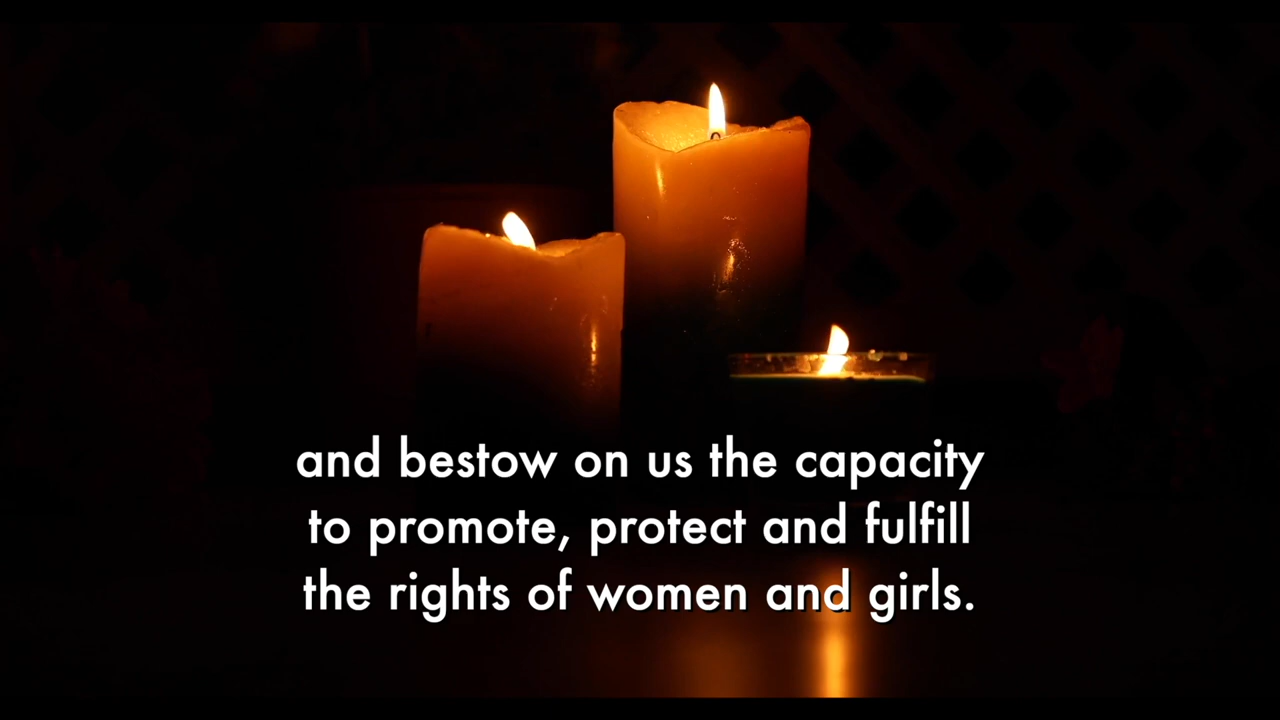 and bestow on us the capacity
to promote, protect and fulfill
the rights of women and girls.